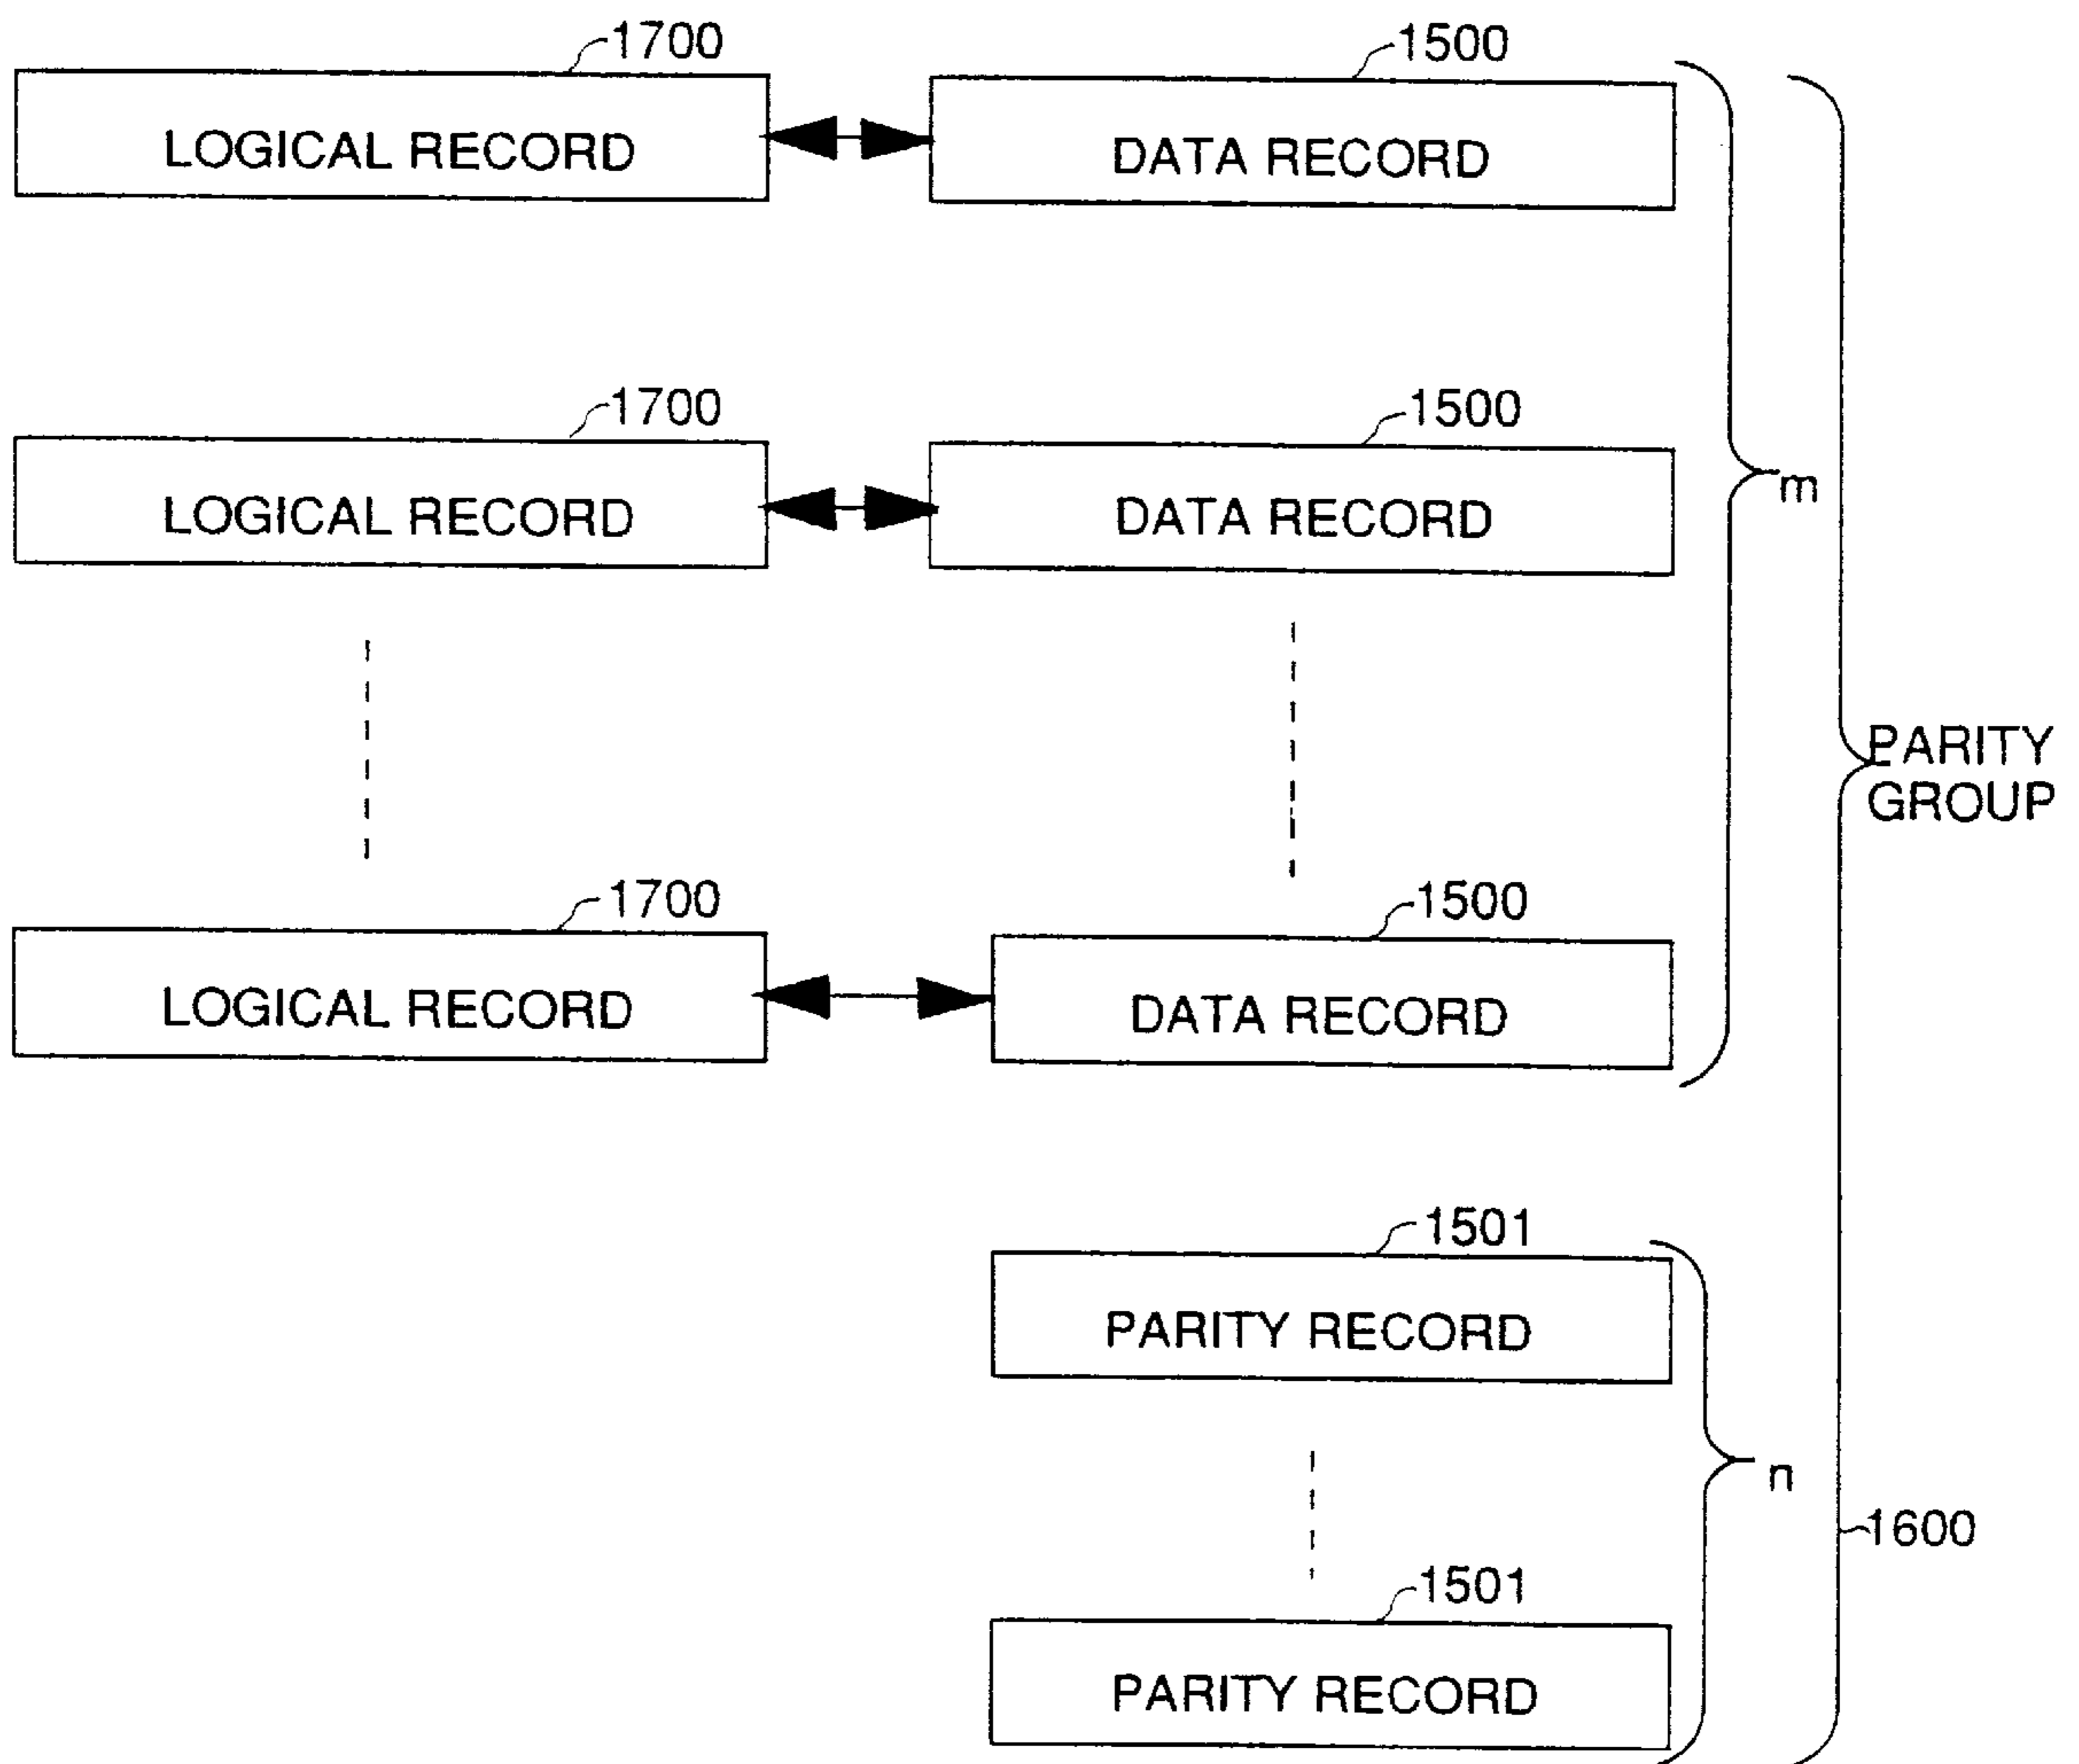 1700
1500
LOGICAL RECORD
DATA RECORD
1700
1500
LOGICAL RECORD
DATA RECORD
m
PARITY
GROUP
1700
1500
LOGICAL RECORD
DATA RECORD
1501
PARITY RECORD
n
1600
1501
PARITY RECORD